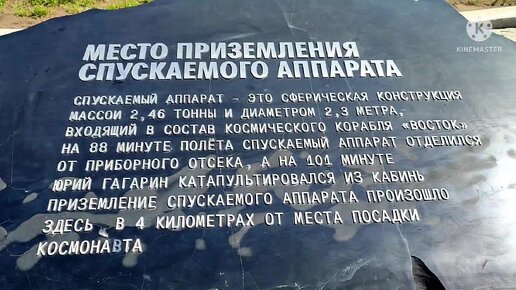 МЕСТО ПРИЗЕМЛЕНИЯ
СПУСКАЕМОГО АППАРАТА
СПУСКАЕМЫЙ АППАРАТ - ЭТО СФЕРИЧЕСКАЯ КОНСТРУКЦИЯ
МАССОЙ 2,46 ТОННЫ И ДИАМЕТРОМ 2,3 МЕТРА,
ВХОДЯЩИЙ В СОСТАВ КОСМИЧЕСКОГО КОРАБЛЯ «ВОСТОК»
НА 88 МИНУТЕ ПОЛЁТА СПУСКАЕМЫЙ АППАРАТ ОТДЕЛИЛСЯ
ОТ ПРИБОРНОГО ОТСЕКА, А НА 101 МИНУТЕ
ЮРИЙ ГАГАРИН КАТАПУЛЬТИРОВАЛСЯ ИЗ КАБИНЫ
ПРИЗЕМЛЕНИЕ СПУСКАЕМОГО АППАРАТА ПРОИЗОШЛО
ЗДЕСЬ - В 4 КИЛОМЕТРАХ ОТ МЕСТА ПОСАДКИ
КОСМОНАВТА
KINEMASTER